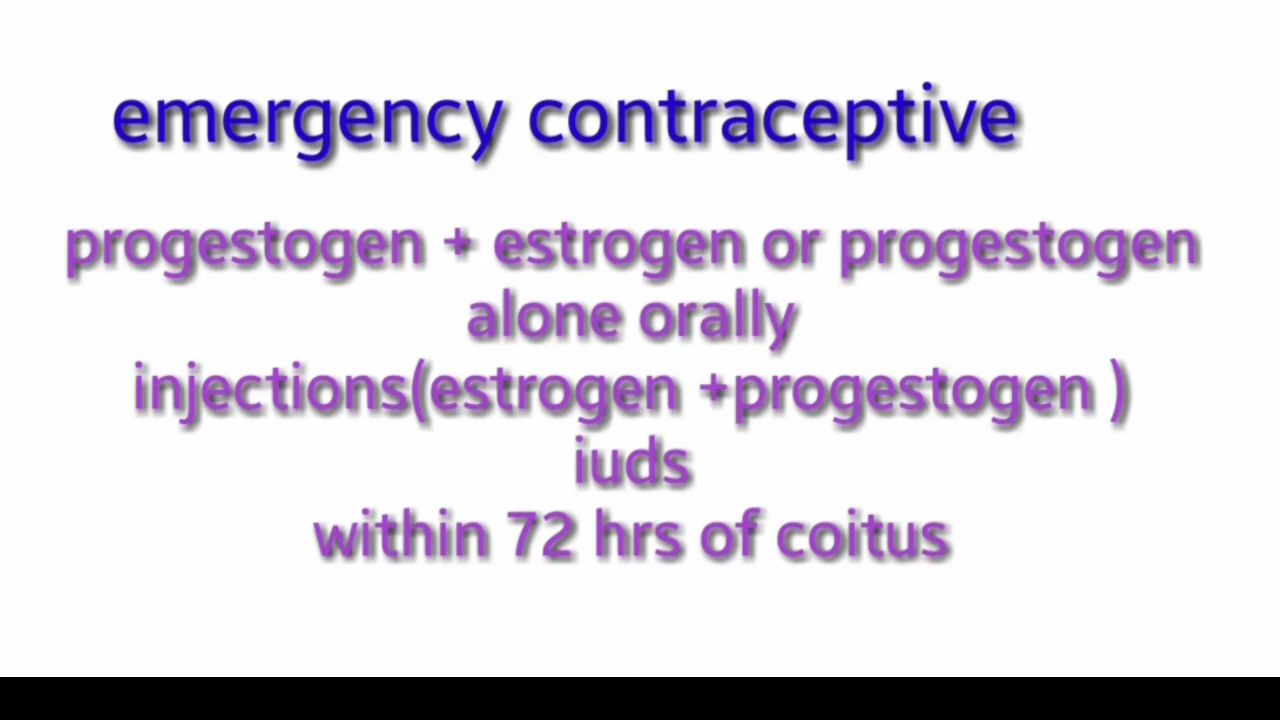 emergency contraceptive
progestogen + estrogen or progestogen
alone orally
injections(estrogen +progestogen )
iuds
within 72 hrs of coitus